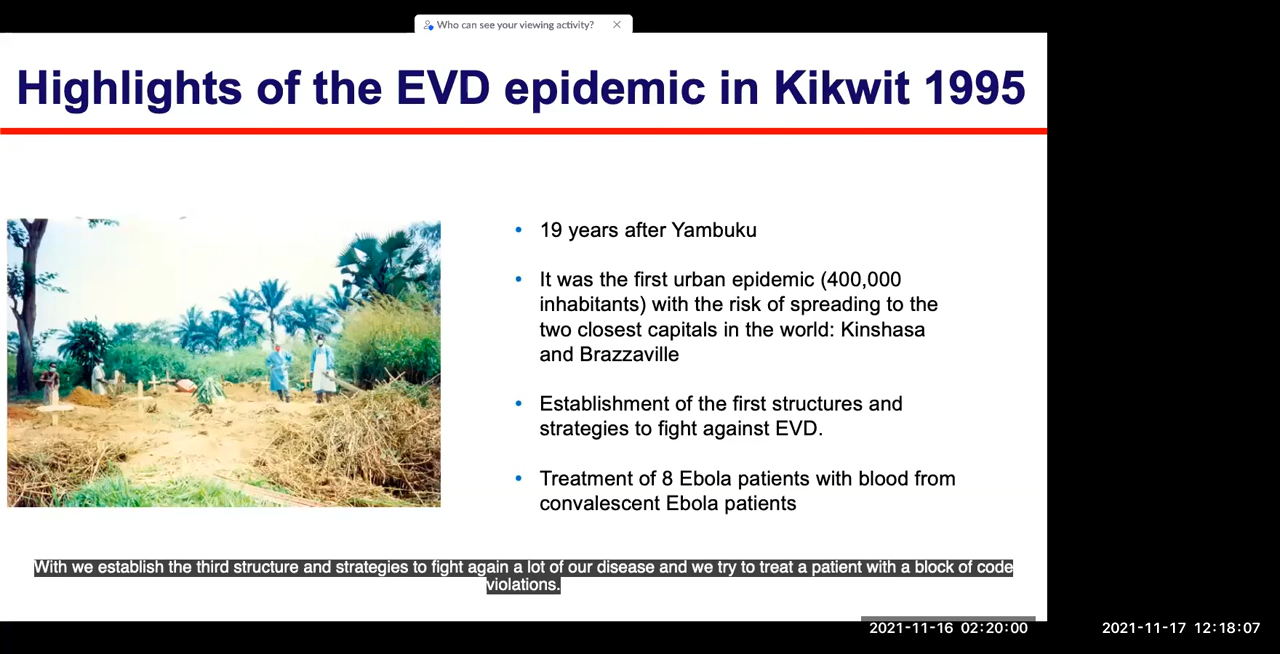 Who can see your viewing activity?
Highlights of the EVD epidemic in Kikwit 1995
• 19 years after Yambuku
• It was the first urban epidemic (400,000
inhabitants) with the risk of spreading to the
two closest capitals in the world: Kinshasa
and Brazzaville
• Establishment of the first structures and
strategies to fight against EVD.
• Treatment of 8 Ebola patients with blood from
convalescent Ebola patients
With we establish the third structure and strategies to fight again a lot of our disease and we try to treat a patient with a block of code
violations.
2021-11-16 02:20:00
2021-11-17 12:18:07